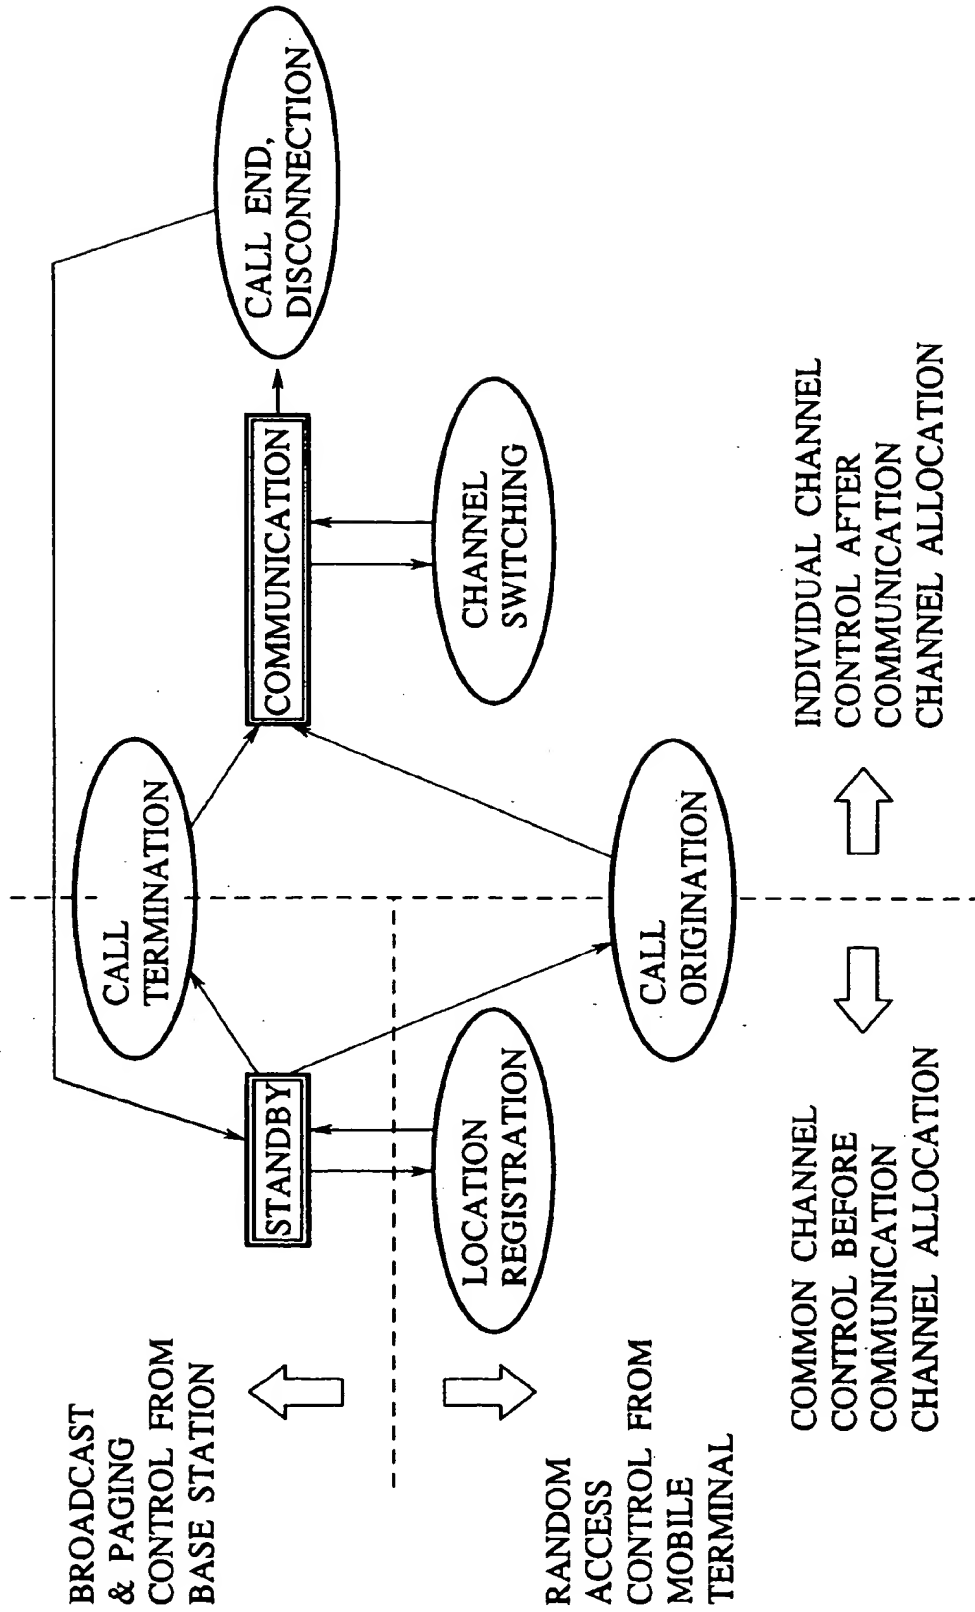 BROADCAST
& PAGING
CONTROL FROM
BASE STATION
RANDOM
ACCESS
CONTROL FROM
MOBILE
TERMINAL
STANDBY
LOCATION
REGISTRATION
CALL
TERMINATION
CALL
ORIGINATION
COMMUNICATION
CHANNEL
SWITCHING
CALL END,
DISCONNECTION
COMMON CHANNEL
CONTROL BEFORE
COMMUNICATION
CHANNEL ALLOCATION
INDIVIDUAL CHANNEL
CONTROL AFTER
COMMUNICATION
CHANNEL ALLOCATION